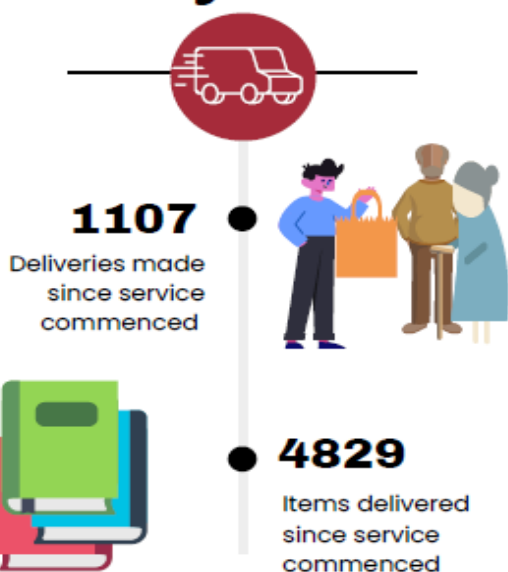 1107
Deliveries made
since service
commenced
4829
Items delivered
since service
commenced